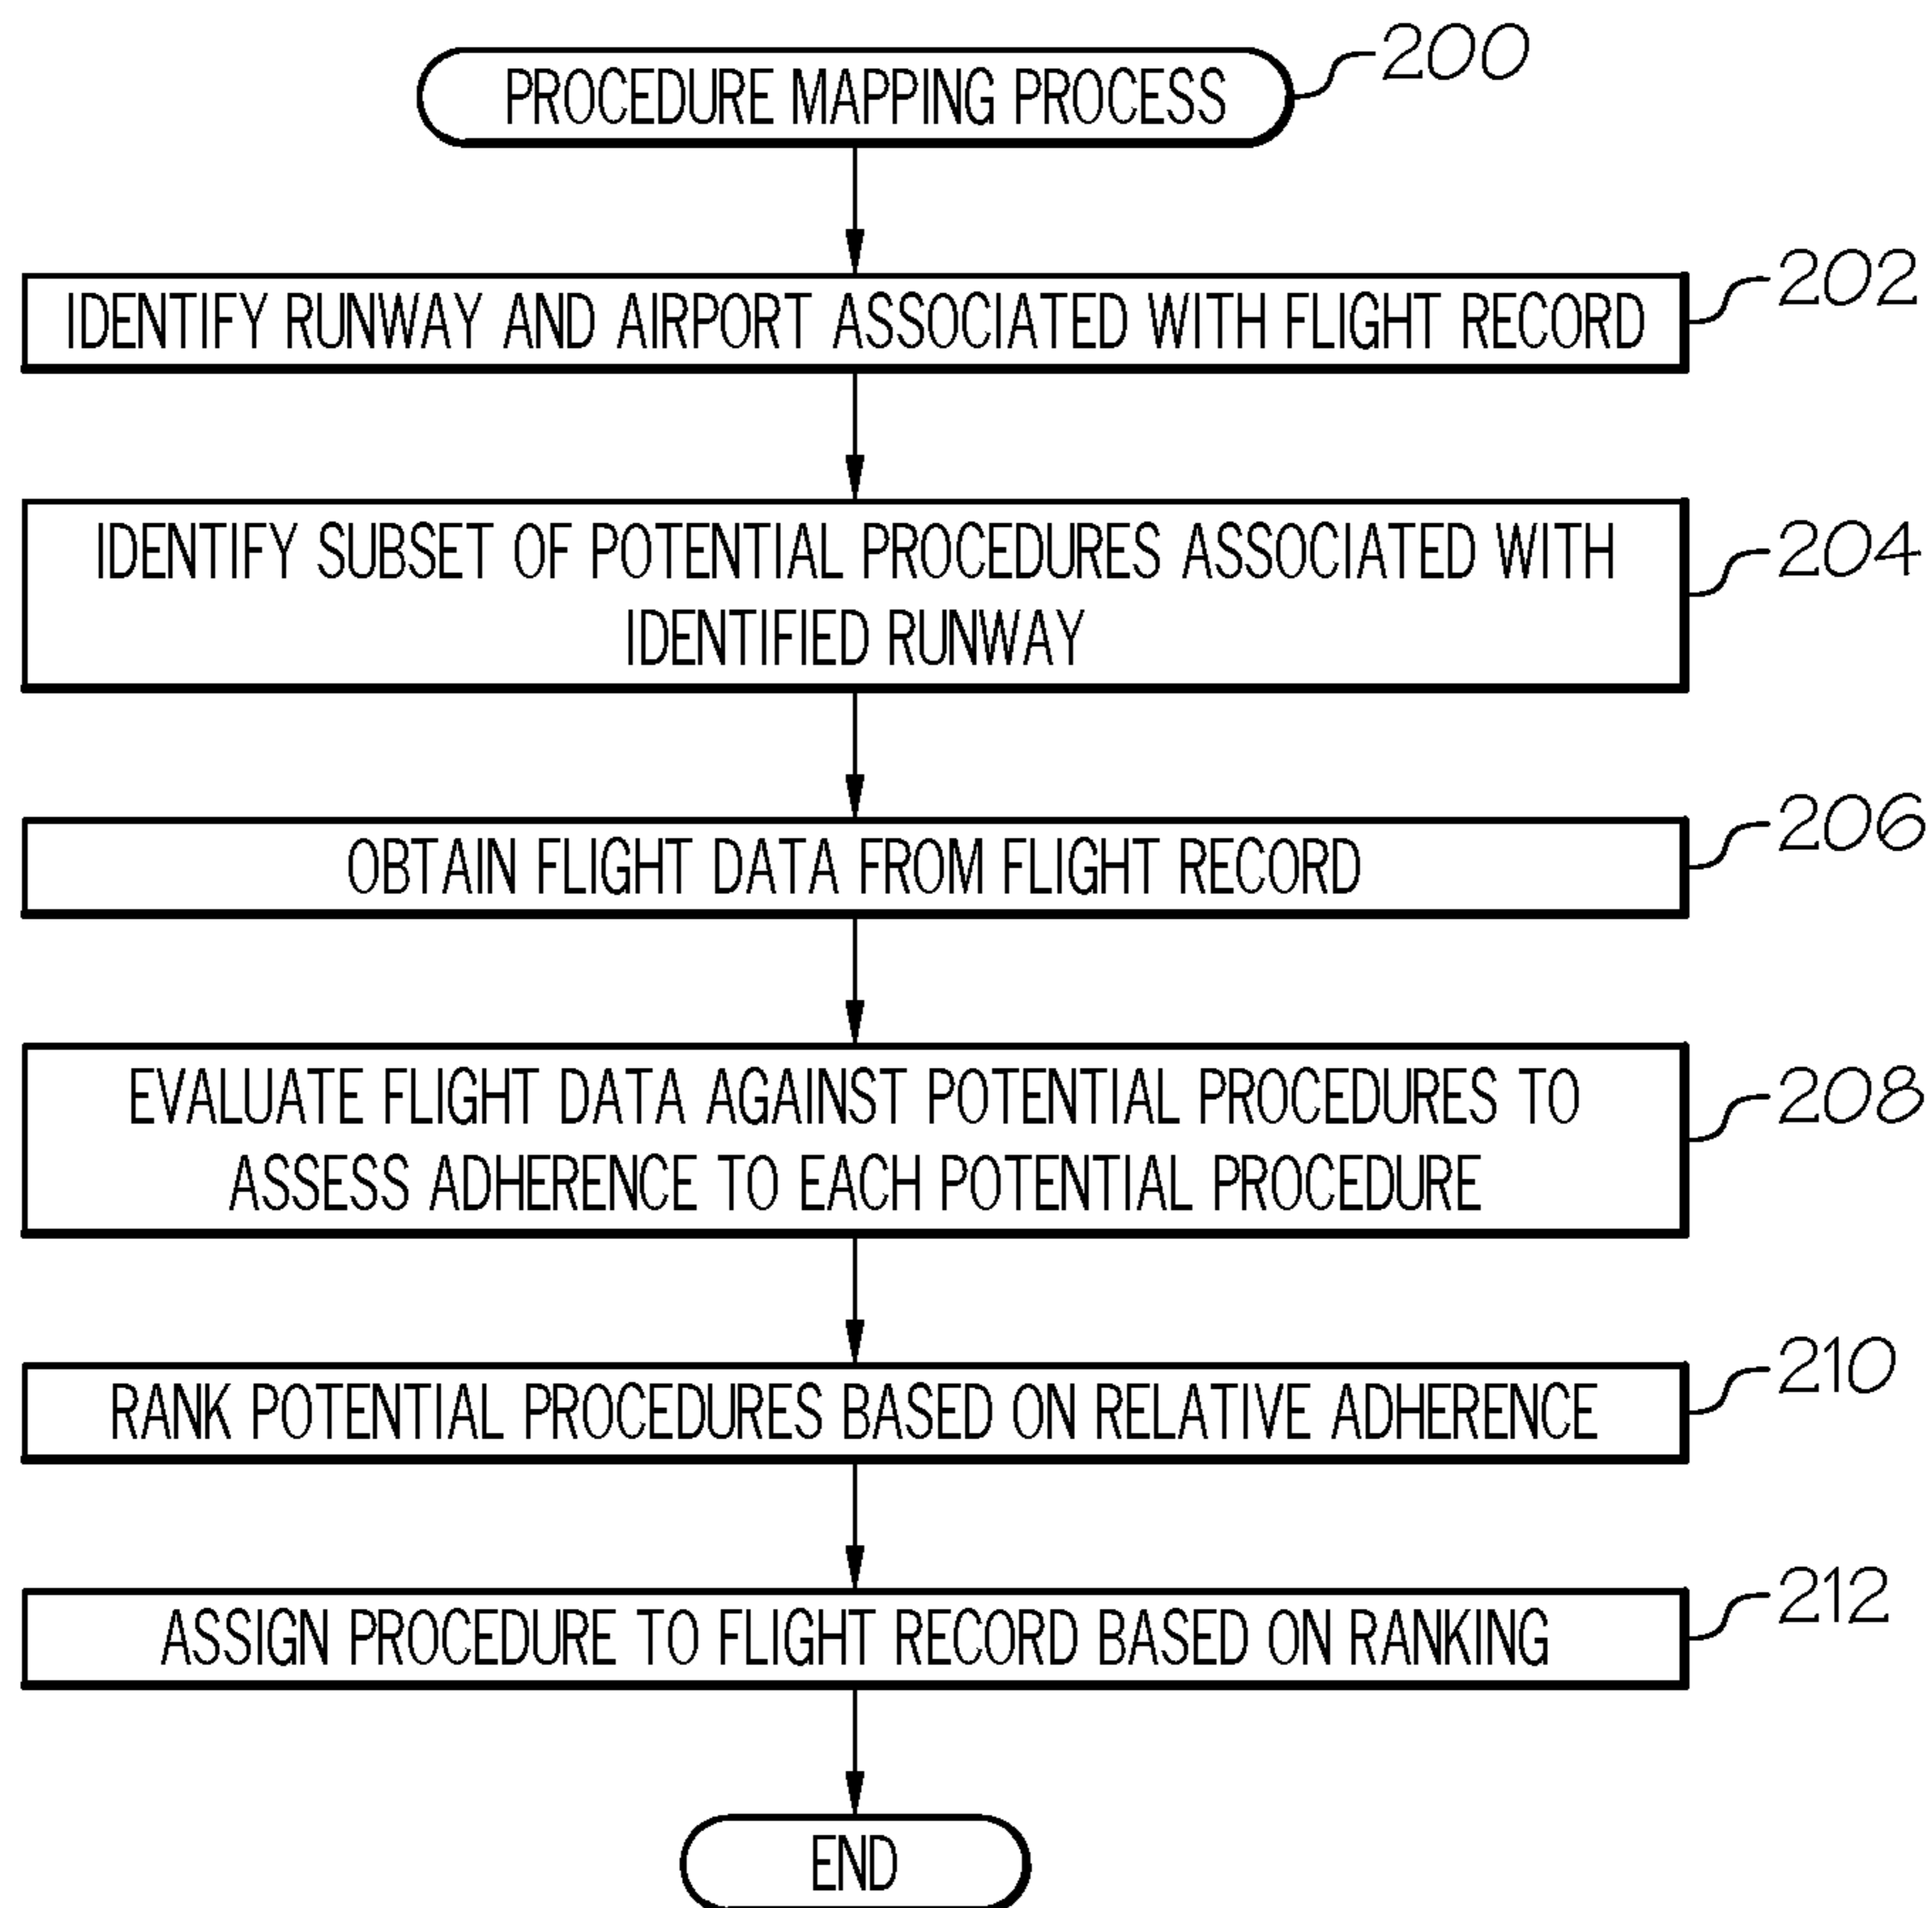 PROCEDURE MAPPING PROCESS
200
IDENTIFY RUNWAY AND AIRPORT ASSOCIATED WITH FLIGHT RECORD
202
IDENTIFY SUBSET OF POTENTIAL PROCEDURES ASSOCIATED WITH
IDENTIFIED RUNWAY
204
OBTAIN FLIGHT DATA FROM FLIGHT RECORD
206
EVALUATE FLIGHT DATA AGAINST POTENTIAL PROCEDURES TO
ASSESS ADHERENCE TO EACH POTENTIAL PROCEDURE
208
RANK POTENTIAL PROCEDURES BASED ON RELATIVE ADHERENCE
210
ASSIGN PROCEDURE TO FLIGHT RECORD BASED ON RANKING
212
END